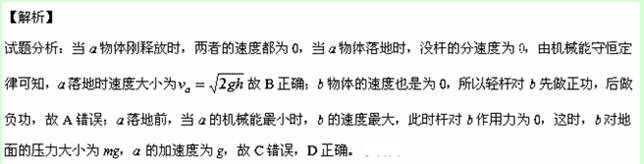 【解析】
试题分析：当 a 物体刚释放时，两者的速度都为 0，当 a 物体落地时，没杆的分速度为 0，由机械能守恒定
律可知，a 落地时速度大小为 vₐ = √2gh 故 B 正确；b 物体的速度也是为 0，所以轻杆对 b 先做正功，后做
负功，故 A 错误；a 落地前，当 a 的机械能最小时，b 的速度最大，此时杆对 b 作用力为 0，这时，b 对地
面的压力大小为 mg，a 的加速度为 g，故 C 错误，D 正确。